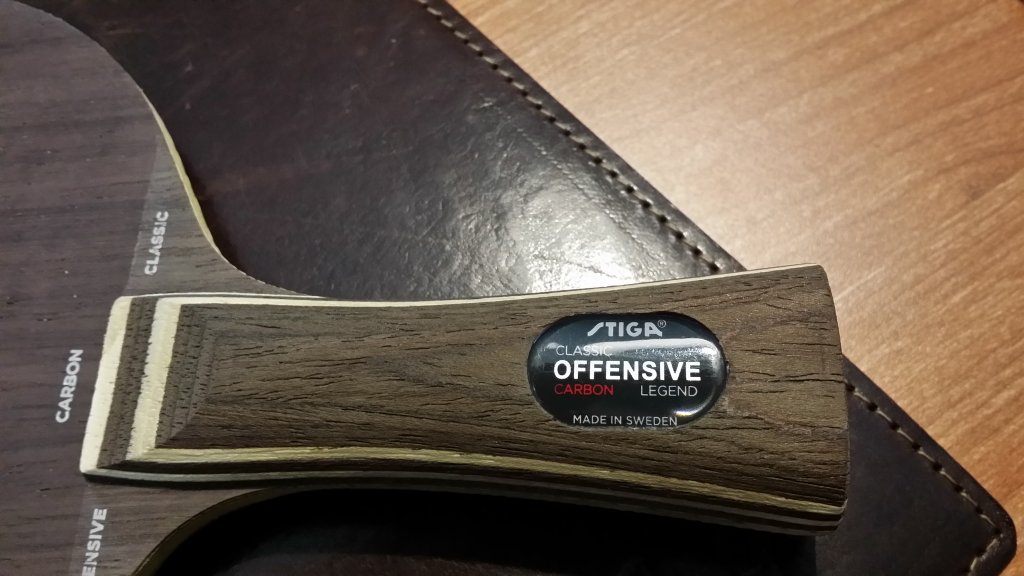 CLASSIC
CARBON
ENSIVE
STIGA®
CLASSIC
OFFENSIVE
CARBON LEGEND
MADE IN SWEDEN